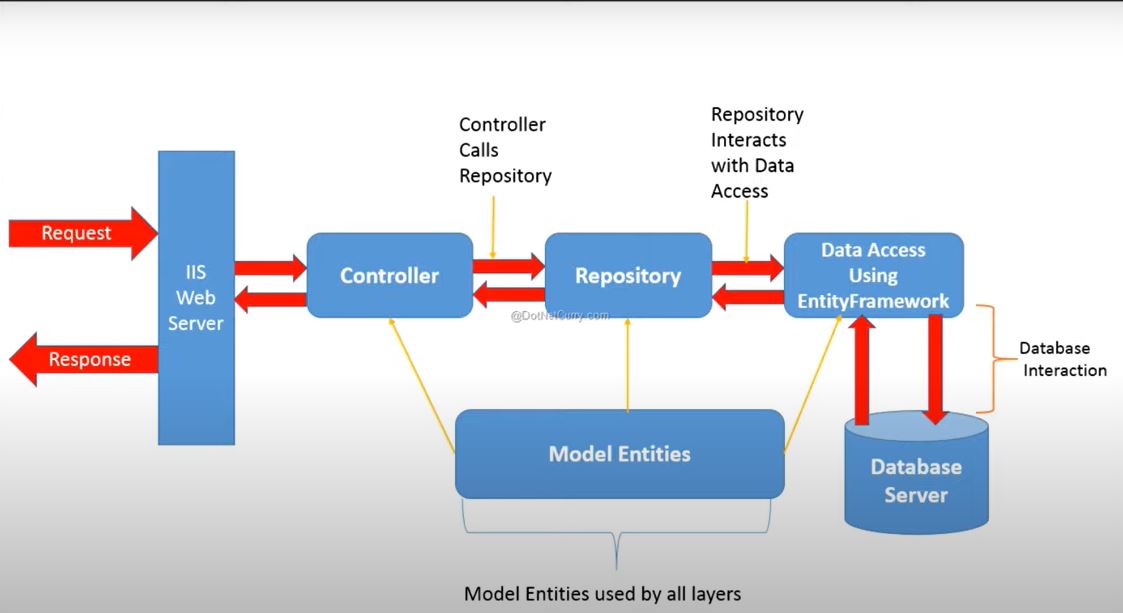 Controller
Calls
Repository
Repository
Interacts
with Data
Access
Request
Response
IIS
Web
Server
Controller
Repository
Data Access
Using
EntityFramework
@DotNetCurry.com
Database
Interaction
Model Entities
Database
Server
Model Entities used by all layers